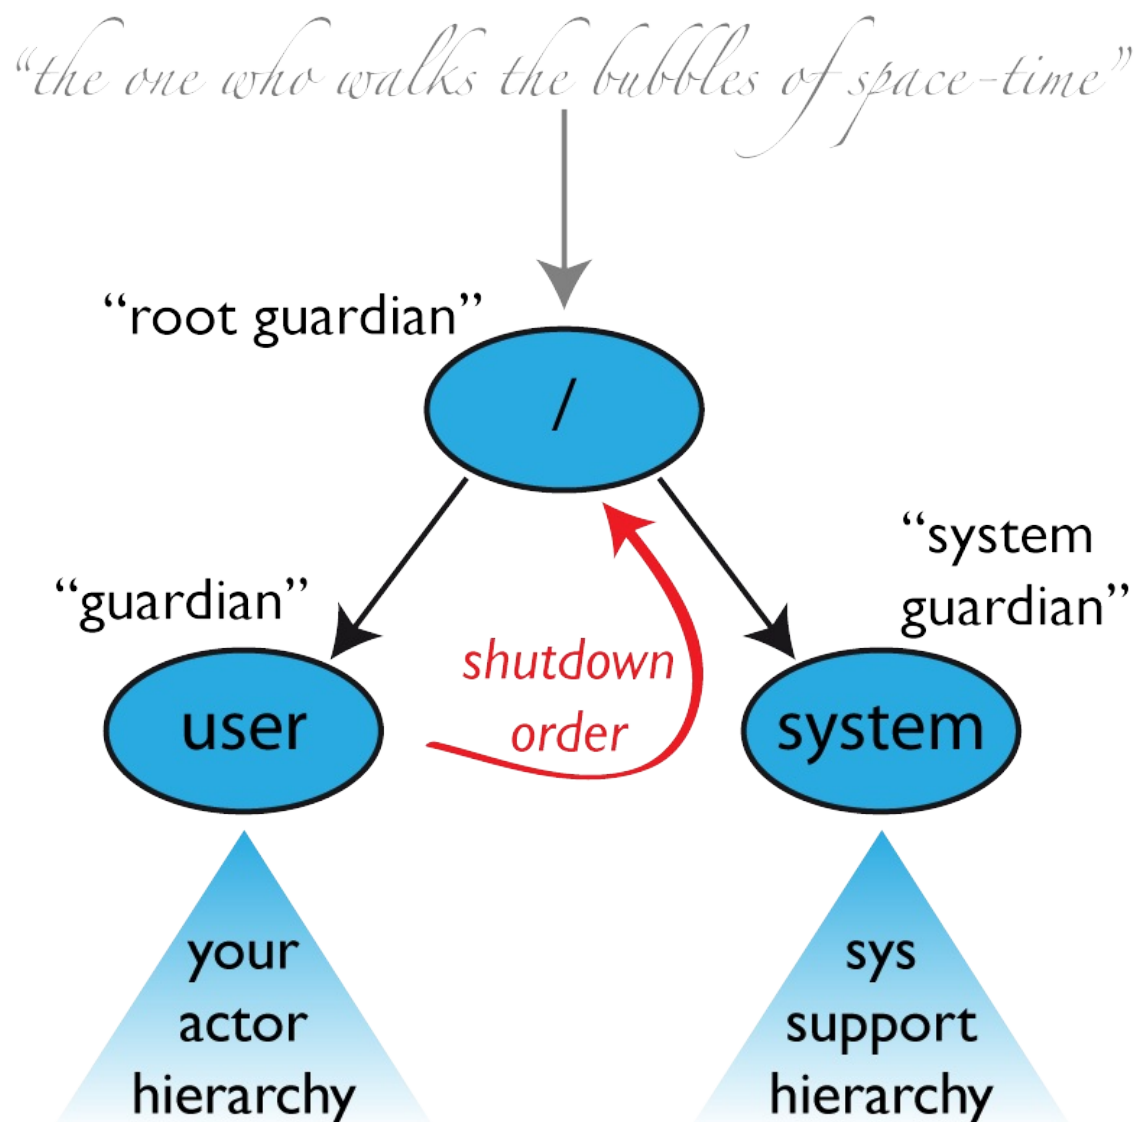 “the one who walks the bubbles of space-time”
“root guardian”
/
“system
guardian”
“guardian”
shutdown
order
user
system
your
actor
hierarchy
sys
support
hierarchy